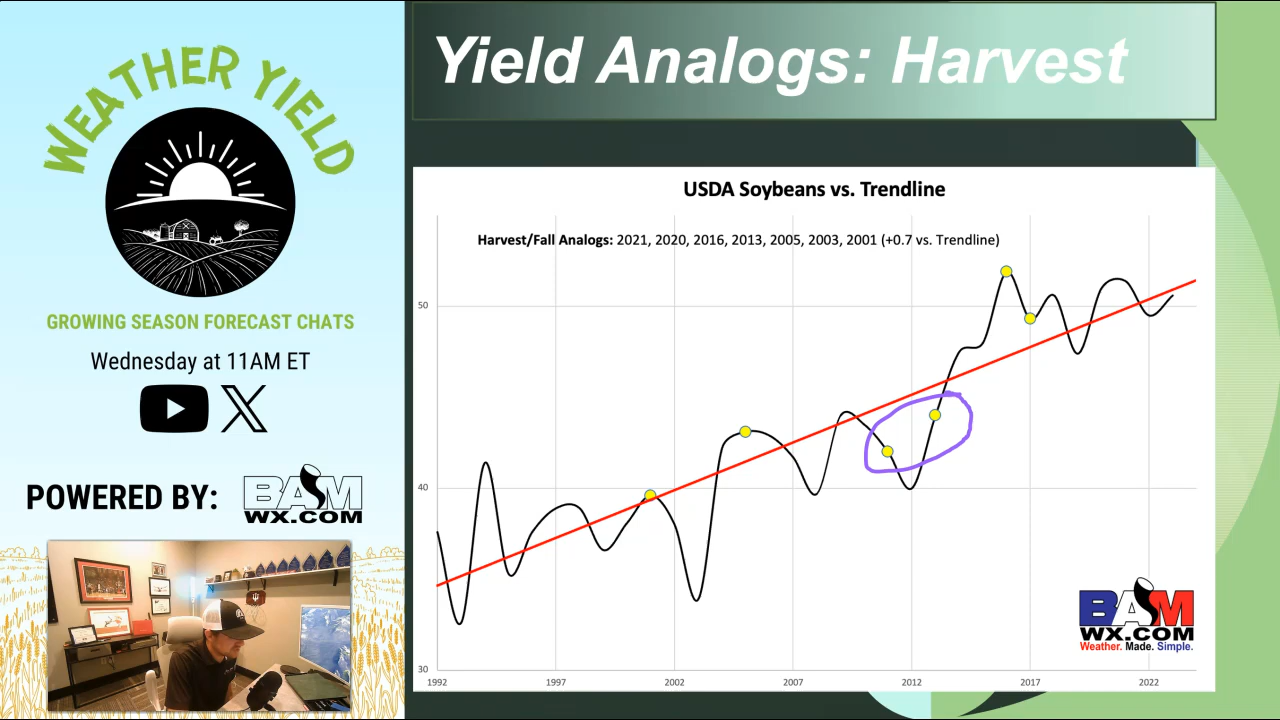 WEATHER YIELD
GROWING SEASON FORECAST CHATS
Wednesday at 11AM ET
POWERED BY:
BAM
WX.COM
Yield Analogs: Harvest
USDA Soybeans vs. Trendline
Harvest/Fall Analogs: 2021, 2020, 2016, 2013, 2005, 2003, 2001 (+0.7 vs. Trendline)
50
40
30
1992
1997
2002
2007
2012
2017
2022
BAM
WX.COM
Weather. Made. Simple.